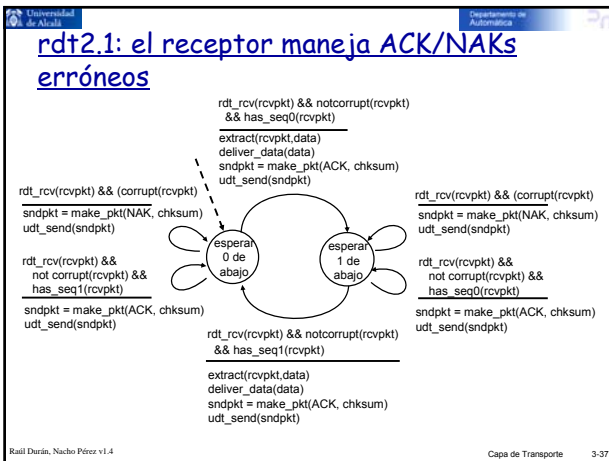 Universidad
de Alcalá
Departamento de
Automática
rdt2.1: el receptor maneja ACK/NAKs
erróneos
rdt_rcv(rcvpkt) && notcorrupt(rcvpkt)
&& has_seq0(rcvpkt)
extract(rcvpkt,data)
deliver_data(data)
sndpkt = make_pkt(ACK, chksum)
udt_send(sndpkt)
rdt_rcv(rcvpkt) && (corrupt(rcvpkt)
sndpkt = make_pkt(NAK, chksum)
udt_send(sndpkt)
rdt_rcv(rcvpkt) &&
not corrupt(rcvpkt) &&
has_seq1(rcvpkt)
sndpkt = make_pkt(ACK, chksum)
udt_send(sndpkt)
esperar
0 de
abajo
esperar
1 de
abajo
rdt_rcv(rcvpkt) && (corrupt(rcvpkt)
sndpkt = make_pkt(NAK, chksum)
udt_send(sndpkt)
rdt_rcv(rcvpkt) &&
not corrupt(rcvpkt) &&
has_seq0(rcvpkt)
sndpkt = make_pkt(ACK, chksum)
udt_send(sndpkt)
rdt_rcv(rcvpkt) && notcorrupt(rcvpkt)
&& has_seq1(rcvpkt)
extract(rcvpkt,data)
deliver_data(data)
sndpkt = make_pkt(ACK, chksum)
udt_send(sndpkt)
Raúl Durán, Nacho Pérez v1.4
Capa de Transporte 3-37